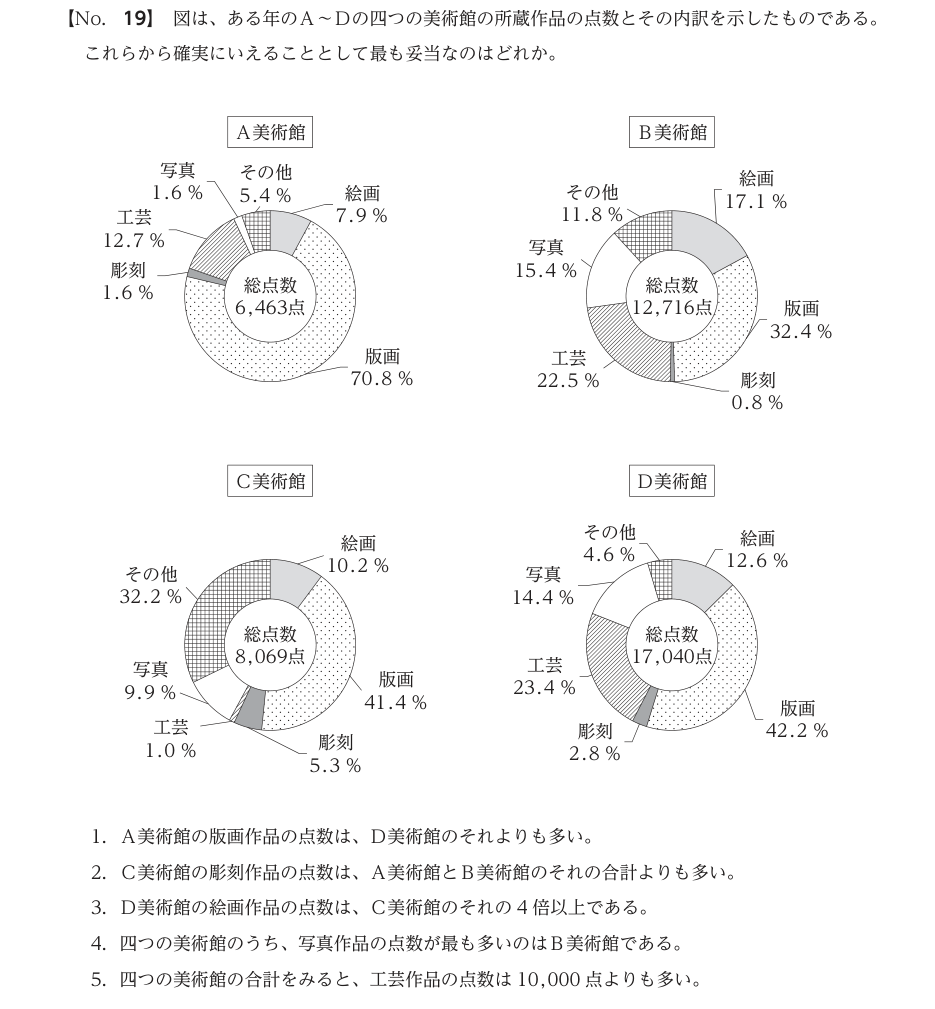 【No. 19】 図は、ある年のA~Dの四つの美術館の所蔵作品の点数とその内訳を示したものである。
これらから確実にいえることとして最も妥当なのはどれか。
A美術館
写真
1.6 %
その他
5.4 %
絵画
7.9 %
工芸
12.7 %
彫刻
1.6 %
総点数
6,463点
版画
70.8 %
B美術館
その他
11.8 %
絵画
17.1 %
写真
15.4 %
総点数
12,716点
版画
32.4 %
工芸
22.5 %
彫刻
0.8 %
C美術館
絵画
10.2 %
その他
32.2 %
総点数
8,069点
写真
9.9 %
版画
41.4 %
工芸
1.0 %
彫刻
5.3 %
D美術館
その他
4.6 %
絵画
12.6 %
写真
14.4 %
総点数
17,040点
工芸
23.4 %
版画
42.2 %
彫刻
2.8 %
1. A美術館の版画作品の点数は、D美術館のそれよりも多い。
2. C美術館の彫刻作品の点数は、A美術館とB美術館のそれの合計よりも多い。
3. D美術館の絵画作品の点数は、C美術館のそれの4倍以上である。
4. 四つの美術館のうち、写真作品の点数が最も多いのはB美術館である。
5. 四つの美術館の合計をみると、工芸作品の点数は 10,000 点よりも多い。